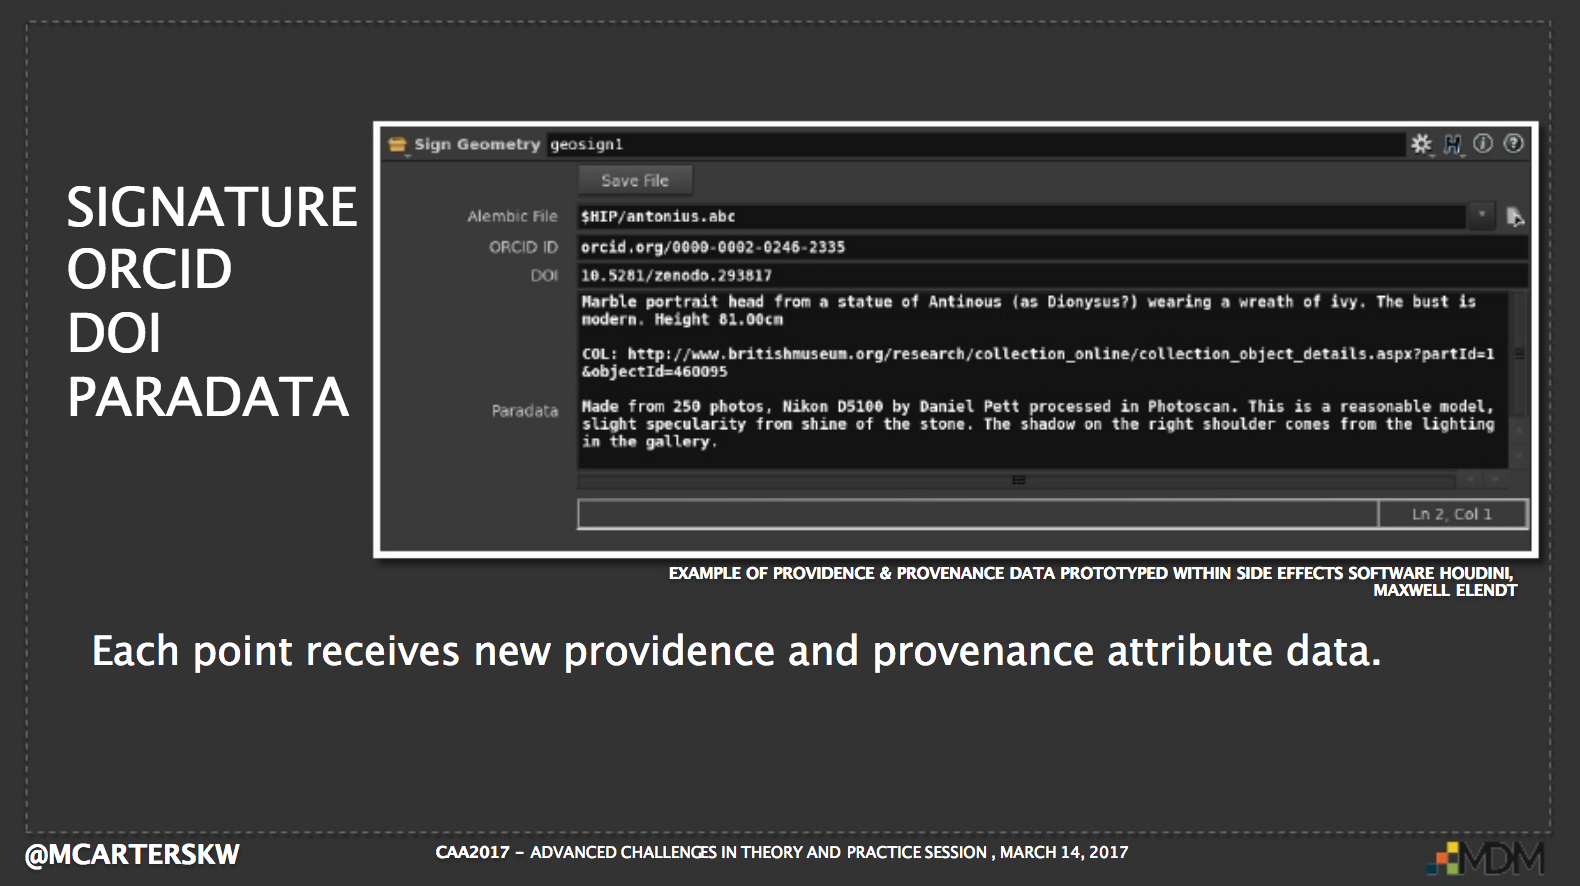 SIGNATURE
ORCID
DOI
PARADATA
Sign Geometry geosign1
Save File
Alembic File $HIP/antonius.abc
ORCID ID orcid.org/0000-0002-0246-2335
DOI 10.5281/zenodo.293817
Marble portrait head from a statue of Antinous (as Dionysus?) wearing a wreath of ivy. The bust is
modern. Height 81.00cm
COL: http://www.britishmuseum.org/research/collection_online/collection_object_details.aspx?partId=1
&objectId=460095
Paradata
Made from 250 photos, Nikon D5100 by Daniel Pett processed in Photoscan. This is a reasonable model,
slight specularity from shine of the stone. The shadow on the right shoulder comes from the lighting
in the gallery.
Ln 2, Col 1
EXAMPLE OF PROVIDENCE & PROVENANCE DATA PROTOTYPED WITHIN SIDE EFFECTS SOFTWARE HOUDINI,
MAXWELL ELENDT
Each point receives new providence and provenance attribute data.
@MCARTERSKW
CAA2017 – ADVANCED CHALLENGES IN THEORY AND PRACTICE SESSION , MARCH 14, 2017
MDM